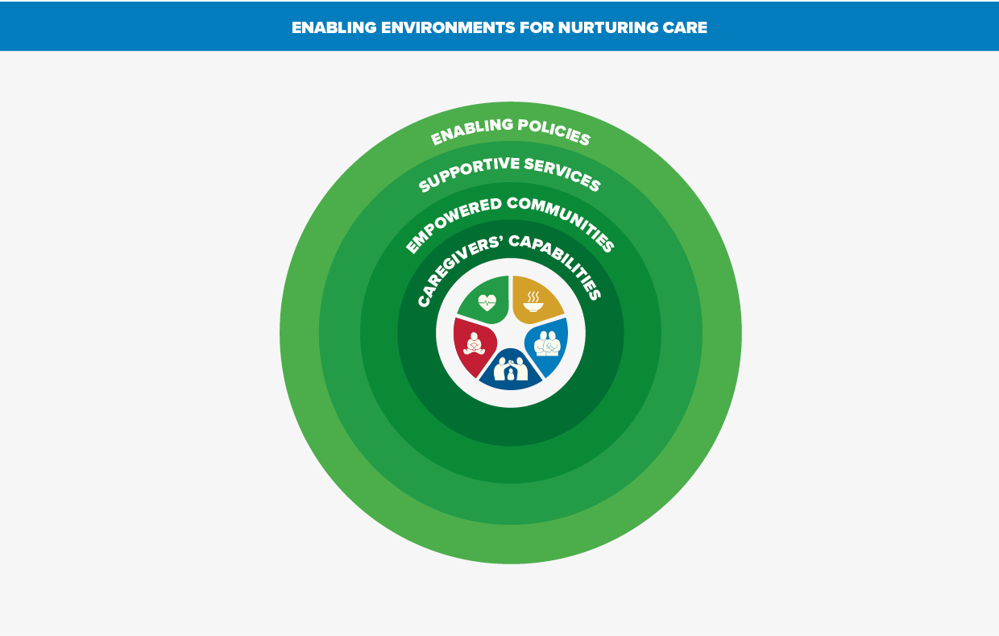 ENABLING ENVIRONMENTS FOR NURTURING CARE
ENABLING POLICIES
SUPPORTIVE SERVICES
EMPOWERED COMMUNITIES
CAREGIVERS’ CAPABILITIES